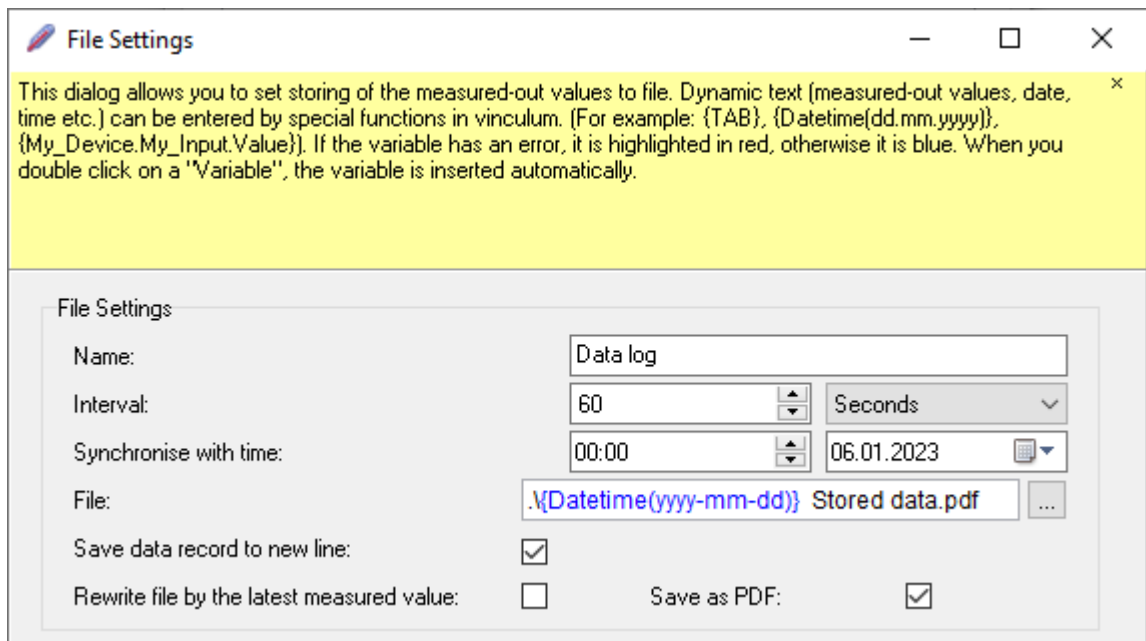 File Settings
This dialog allows you to set storing of the measured-out values to file. Dynamic text (measured-out values, date,
time etc.) can be entered by special functions in vinculum. (For example: {TAB}, {Datetime(dd.mm.yyyy)},
{My_Device.My_Input.Value}). If the variable has an error, it is highlighted in red, otherwise it is blue. When you
double click on a "Variable", the variable is inserted automatically.
File Settings
Name: Data log
Interval: 60 Seconds
Synchronise with time: 00:00 06.01.2023
File: .\{Datetime(yyyy-mm-dd)} Stored data.pdf ...
Save data record to new line:
Rewrite file by the latest measured value: Save as PDF: